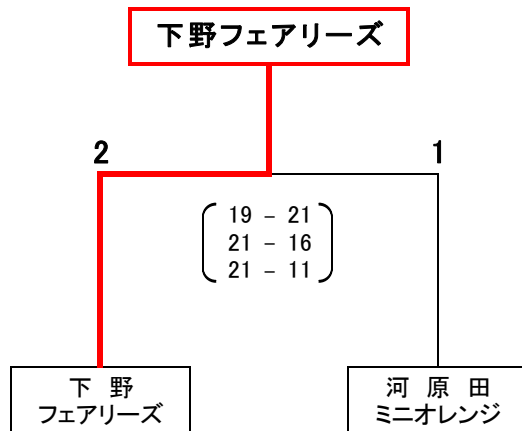 下野フェアリーズ
2 1
19 － 21
21 － 16
21 － 11
下 野
フェアリーズ
河 原 田
ミニオレンジ